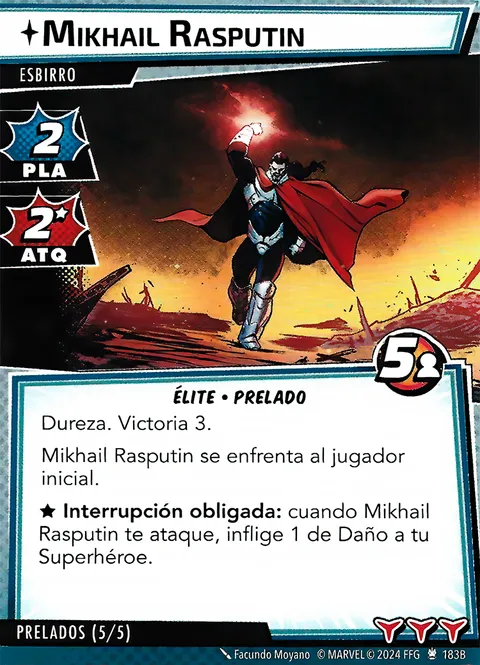 MIKHAIL RASPUTIN
ESBIRRO
2
PLA
2★
ATQ
5
ÉLITE • PRELADO
Dureza. Victoria 3.
Mikhail Rasputin se enfrenta al jugador
inicial.
★ Interrupción obligada: cuando Mikhail
Rasputin te ataque, inflige 1 de Daño a tu
Superhéroe.
PRELADOS (5/5)
Facundo Moyano © MARVEL © 2024 FFG 183B